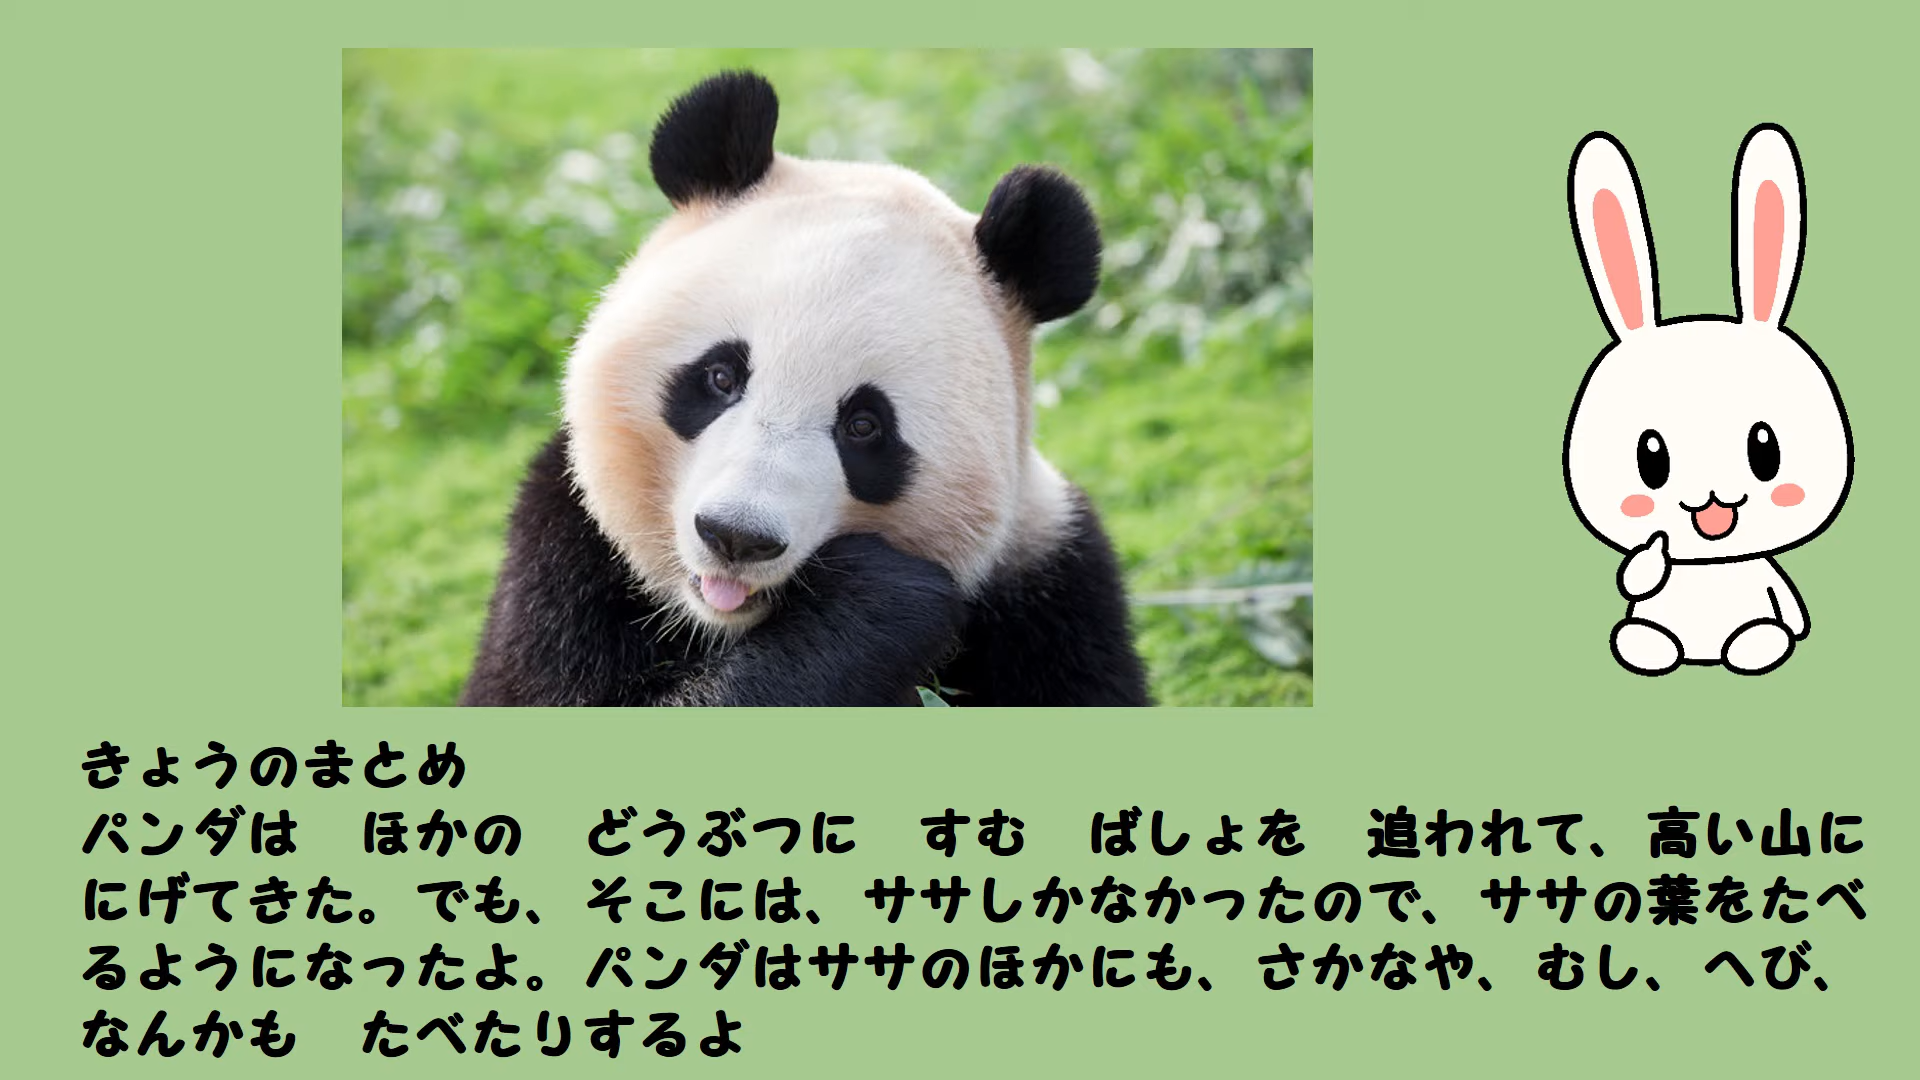 きょうのまとめ
パンダは　ほかの　どうぶつに　すむ　ばしょを　追われて、高い山に
にげてきた。でも、そこには、ササしかなかったので、ササの葉をたべ
るようになったよ。パンダはササのほかにも、さかなや、むし、へび、
なんかも　たべたりするよ